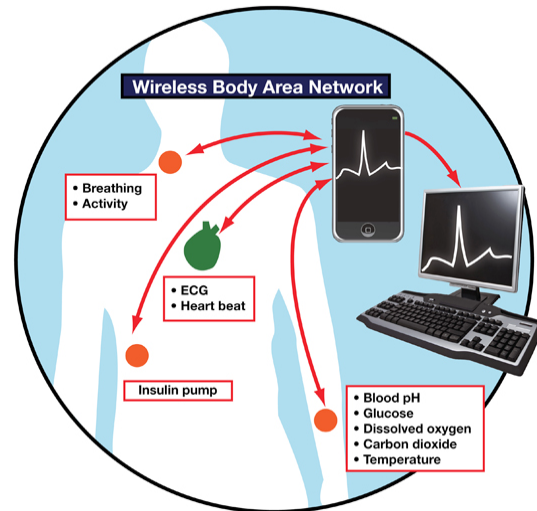 Wireless Body Area Network
• Breathing
• Activity
• ECG
• Heart beat
Insulin pump
• Blood pH
• Glucose
• Dissolved oxygen
• Carbon dioxide
• Temperature